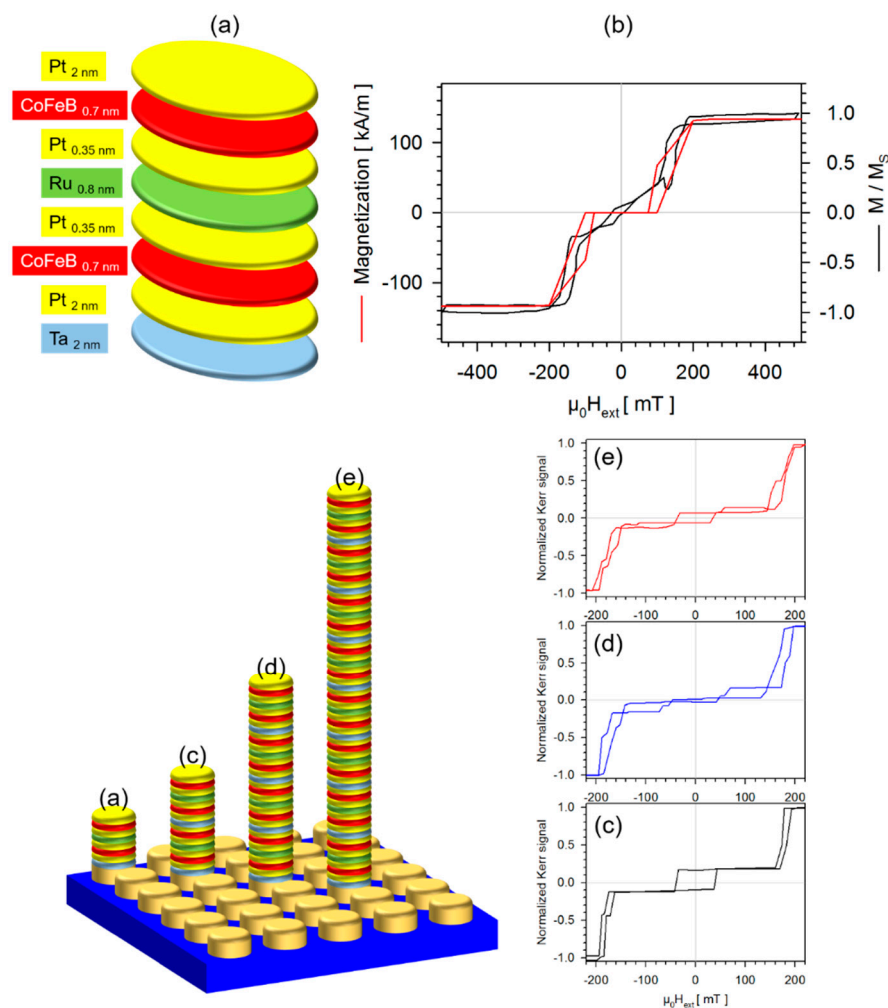 (a)
Pt 2 nm
CoFeB 0.7 nm
Pt 0.35 nm
Ru 0.8 nm
Pt 0.35 nm
CoFeB 0.7 nm
Pt 2 nm
Ta 2 nm
(b)
Magnetization [ kA/m ]
100
0
-100
1.0
0.5
0.0
-0.5
-1.0
M / MS
-400 -200 0 200 400
μ0Hext [ mT ]
(a)
(c)
(d)
(e)
(e)
Normalized Kerr signal
1.0
0.5
0.0
-0.5
-1.0
-200 -100 0 100 200
(d)
Normalized Kerr signal
1.0
0.5
0.0
-0.5
-1.0
-200 -100 0 100 200
(c)
Normalized Kerr signal
1.0
0.5
0.0
-0.5
-1.0
-200 -100 0 100 200
μ0Hext [ mT ]